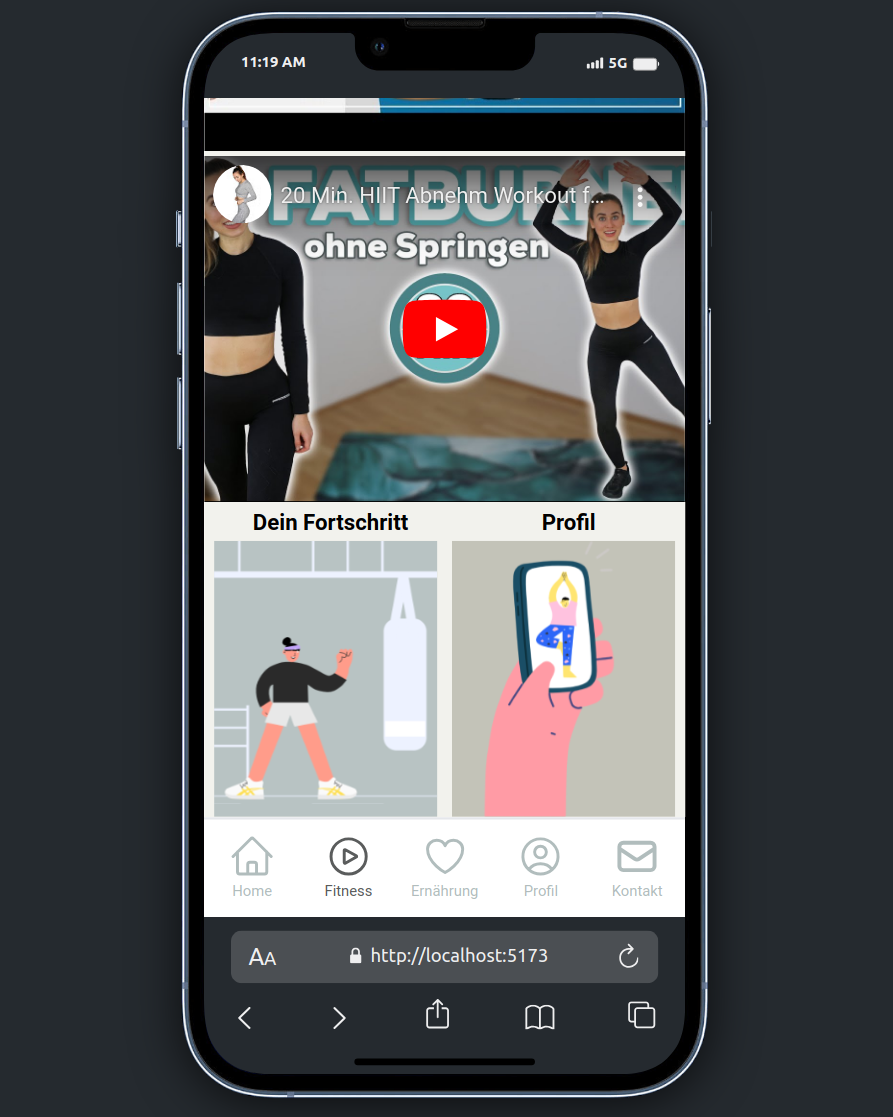 11:19 AM
5G
FATBURNE
20 Min. HIIT Abnehm Workout f...
ohne Springen
Dein Fortschritt
Profil
Home
Fitness
Ernährung
Profil
Kontakt
AA
http://localhost:5173